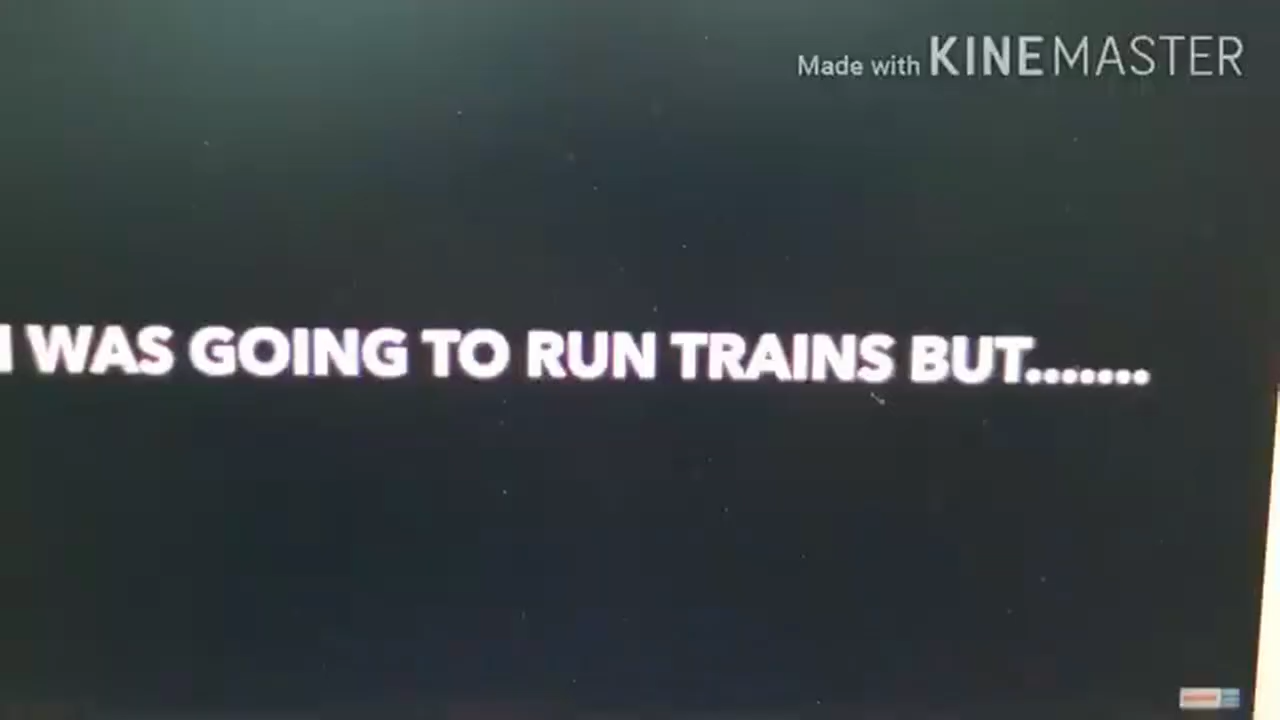 Made with KINEMASTER
I WAS GOING TO RUN TRAINS BUT.......